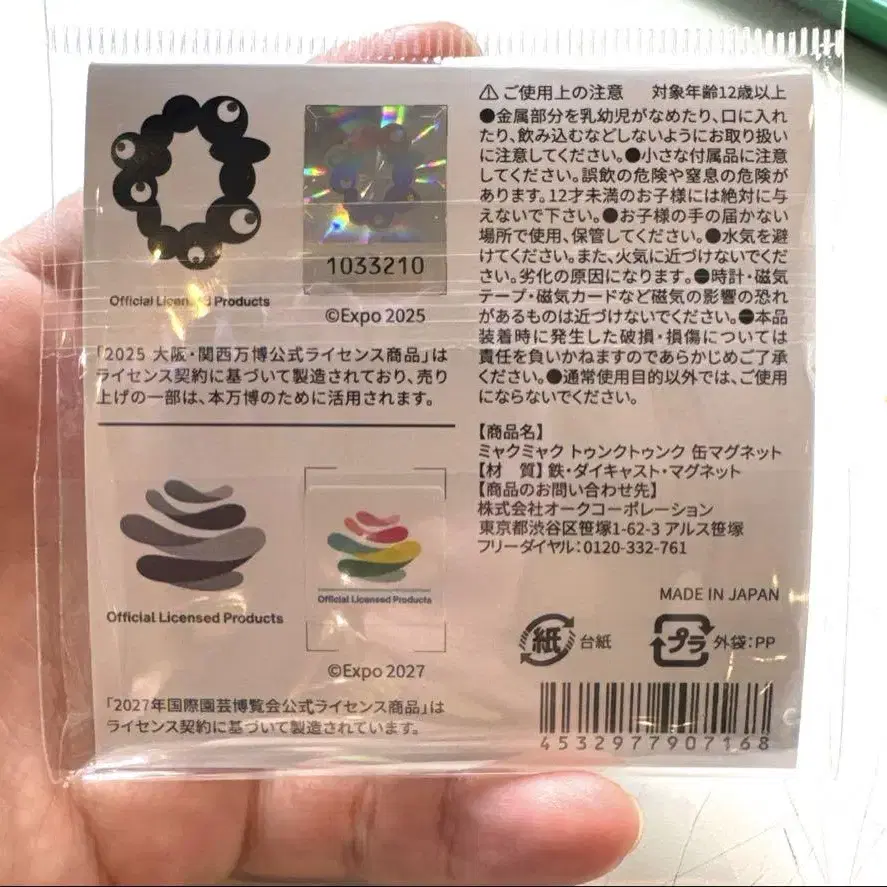 Official Licensed Products
1033210
©Expo 2025
「2025 大阪・関西万博公式ライセンス商品」は
ライセンス契約に基づいて製造されており、売り
上げの一部は、本万博のために活用されます。
Official Licensed Products
Official Licensed Products
©Expo 2027
「2027年国際園芸博覧会公式ライセンス商品」は
ライセンス契約に基づいて製造されています。
⚠ご使用上の注意 対象年齢12歳以上
●金属部分を乳幼児がなめたり、口に入れ
たり、飲み込むなどしないようにお取り扱い
に注意してください。●小さな付属品に注意
してください。誤飲の危険や窒息の危険が
あります。12才未満のお子様には絶対に与
えないで下さい。●お子様の手の届かない
場所で使用、保管してください。●水気を避
けてください。また、火気に近づけないでくだ
さい。劣化の原因になります。●時計・磁気
テープ・磁気カードなど磁気の影響の恐れ
があるものは近づけないでください。●本品
装着時に発生した破損・損傷については
責任を負いかねますのであらかじめご了承
ください。●通常使用目的以外では、ご使用
にならないでください。
【商品名】
ミャクミャク トゥンクトゥンク 缶マグネット
【材 質】鉄・ダイキャスト・マグネット
【商品のお問い合わせ先】
株式会社オークコーポレーション
東京都渋谷区笹塚1-62-3 アルス笹塚
フリーダイヤル:0120-332-761
MADE IN JAPAN
紙 台紙
プラ 外袋:PP
4532977907168